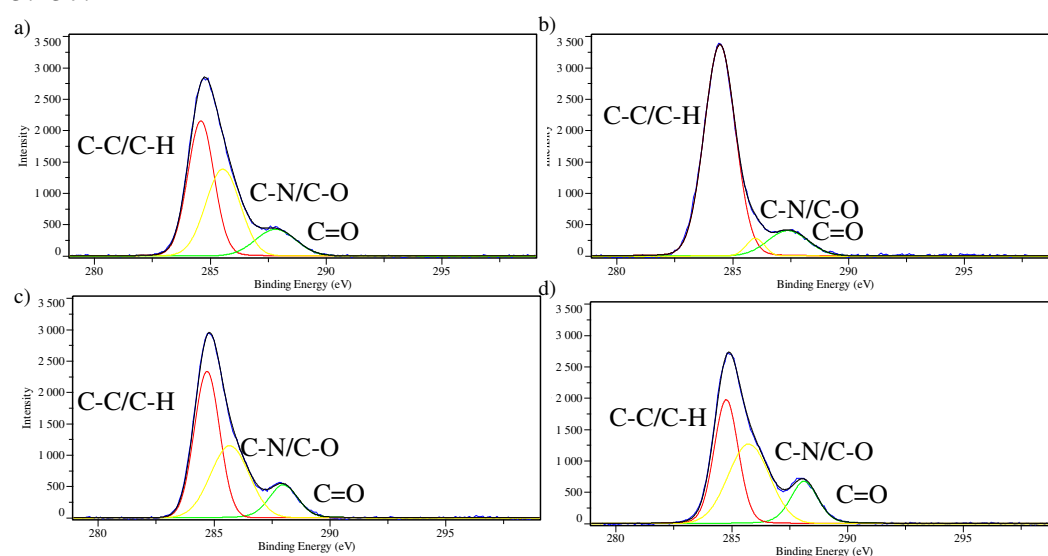 a)
3 500
3 000
2 500
2 000
1 500
1 000
500
0
Intensity
C-C/C-H
C-N/C-O
C=O
280
285
290
295
Binding Energy (eV)
b)
3 500
3 000
2 500
2 000
1 500
1 000
500
0
C-C/C-H
C-N/C-O
C=O
280
285
290
295
Binding Energy (eV)
c)
3 500
3 000
2 500
2 000
1 500
1 000
500
0
Intensity
C-C/C-H
C-N/C-O
C=O
280
285
290
295
Binding Energy (eV)
d)
3 500
3 000
2 500
2 000
1 500
1 000
500
0
C-C/C-H
C-N/C-O
C=O
280
285
290
295
Binding Energy (eV)